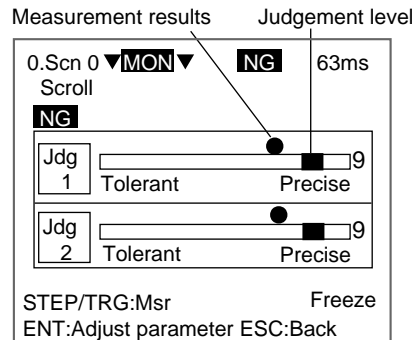 Measurement results Judgement level
0.Scn 0 ▼MON▼ NG 63ms
Scroll
NG
Jdg 1
9
Tolerant Precise
Jdg 2
9
Tolerant Precise
STEP/TRG:Msr Freeze
ENT:Adjust parameter ESC:Back